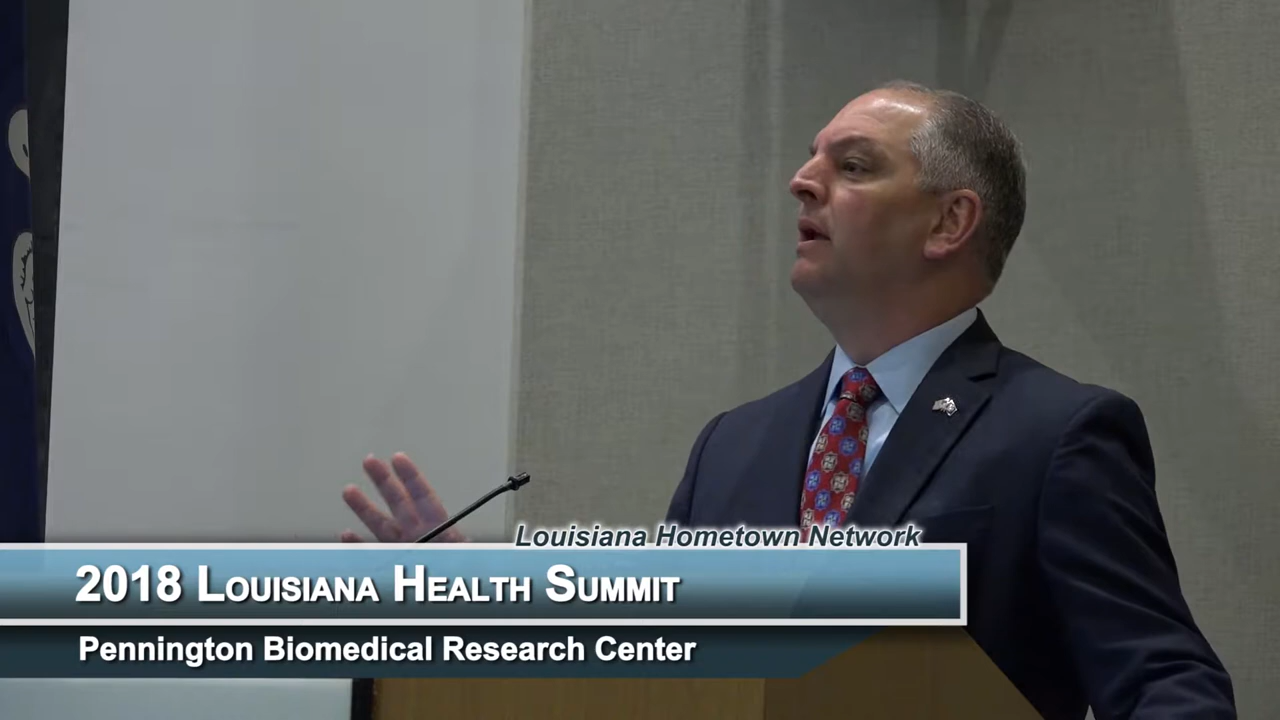 Louisiana Hometown Network
2018 Louisiana Health Summit
Pennington Biomedical Research Center